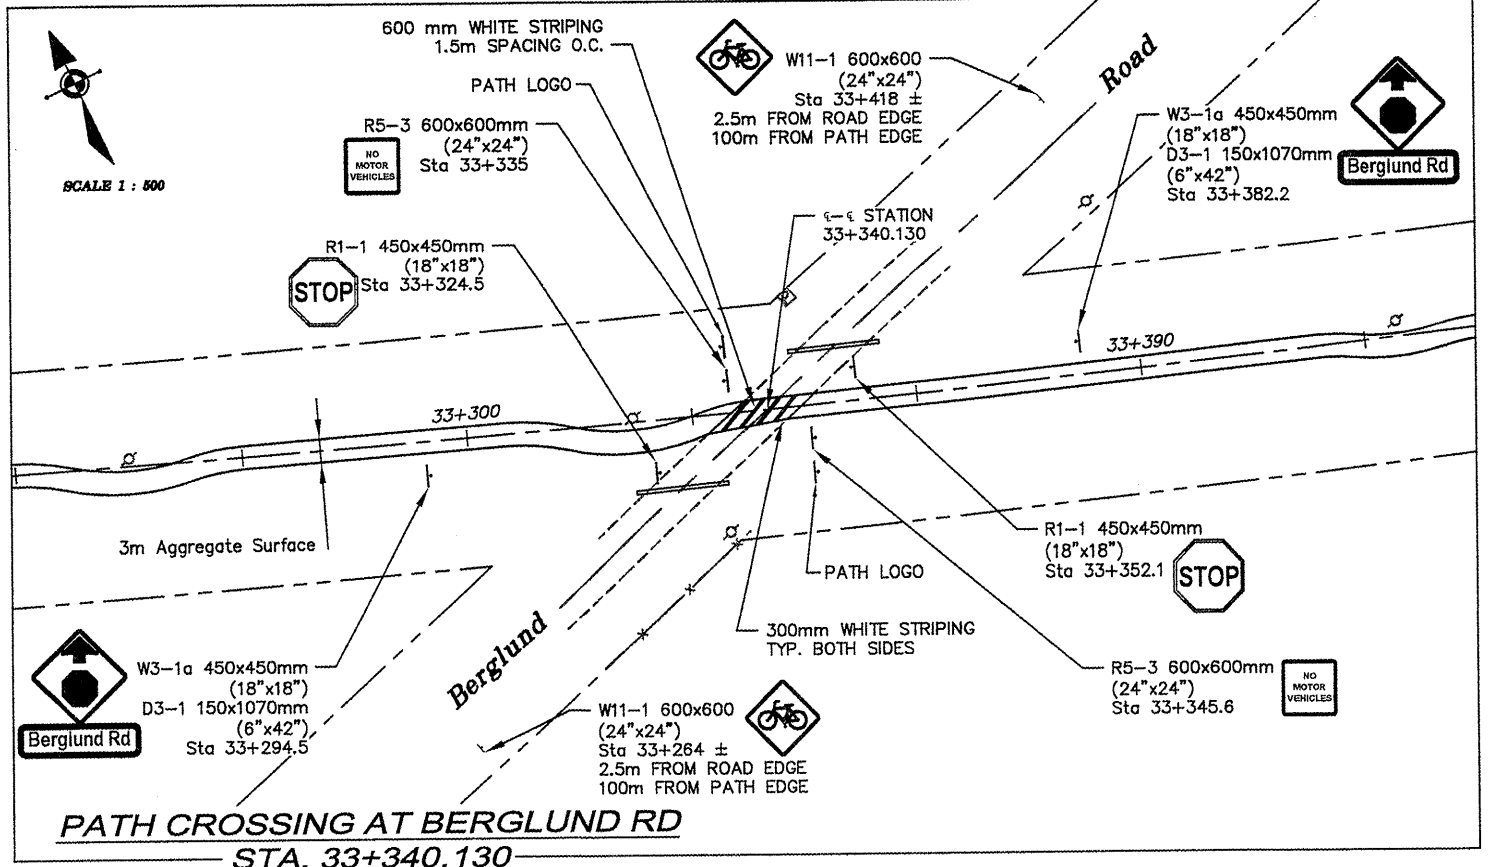 600 mm WHITE STRIPING
1.5m SPACING O.C.
PATH LOGO
R5-3 600x600mm
(24"x24")
Sta 33+335
NO
MOTOR
VEHICLES
SCALE 1 : 500
R1-1 450x450mm
(18"x18")
Sta 33+324.5
STOP
W11-1 600x600
(24"x24")
Sta 33+418 ±
2.5m FROM ROAD EDGE
100m FROM PATH EDGE
Road
W3-1a 450x450mm
(18"x18")
D3-1 150x1070mm
(6"x42")
Sta 33+382.2
Berglund Rd
℄-℄ STATION
33+340.130
33+390
33+300
3m Aggregate Surface
R1-1 450x450mm
(18"x18")
Sta 33+352.1
STOP
PATH LOGO
300mm WHITE STRIPING
TYP. BOTH SIDES
Berglund
W3-1a 450x450mm
(18"x18")
D3-1 150x1070mm
(6"x42")
Sta 33+294.5
Berglund Rd
W11-1 600x600
(24"x24")
Sta 33+264 ±
2.5m FROM ROAD EDGE
100m FROM PATH EDGE
R5-3 600x600mm
(24"x24")
Sta 33+345.6
NO
MOTOR
VEHICLES
PATH CROSSING AT BERGLUND RD
STA. 33+340.130